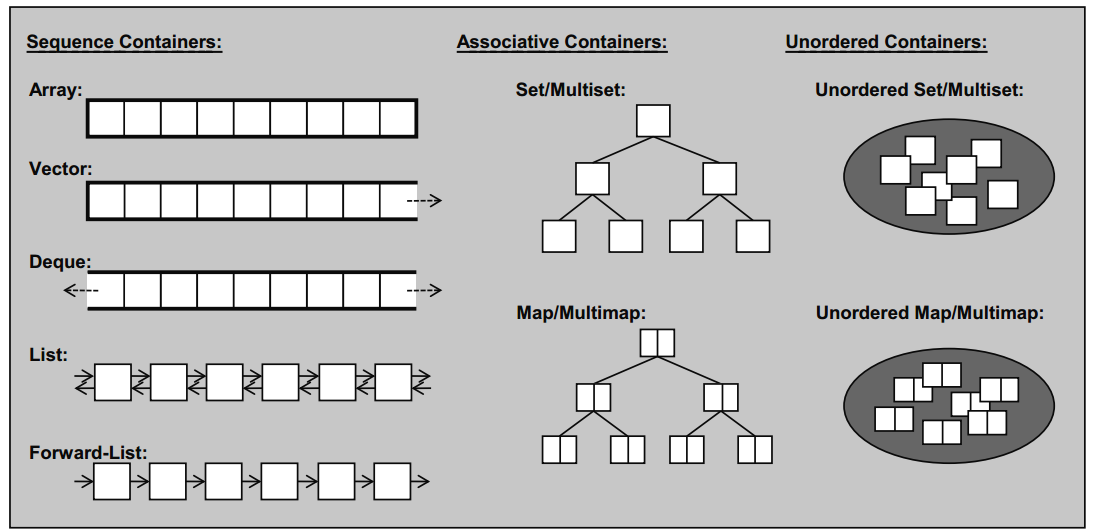 Sequence Containers:
Array:
Vector:
Deque:
List:
Forward-List:
Associative Containers:
Set/Multiset:
Map/Multimap:
Unordered Containers:
Unordered Set/Multiset:
Unordered Map/Multimap: